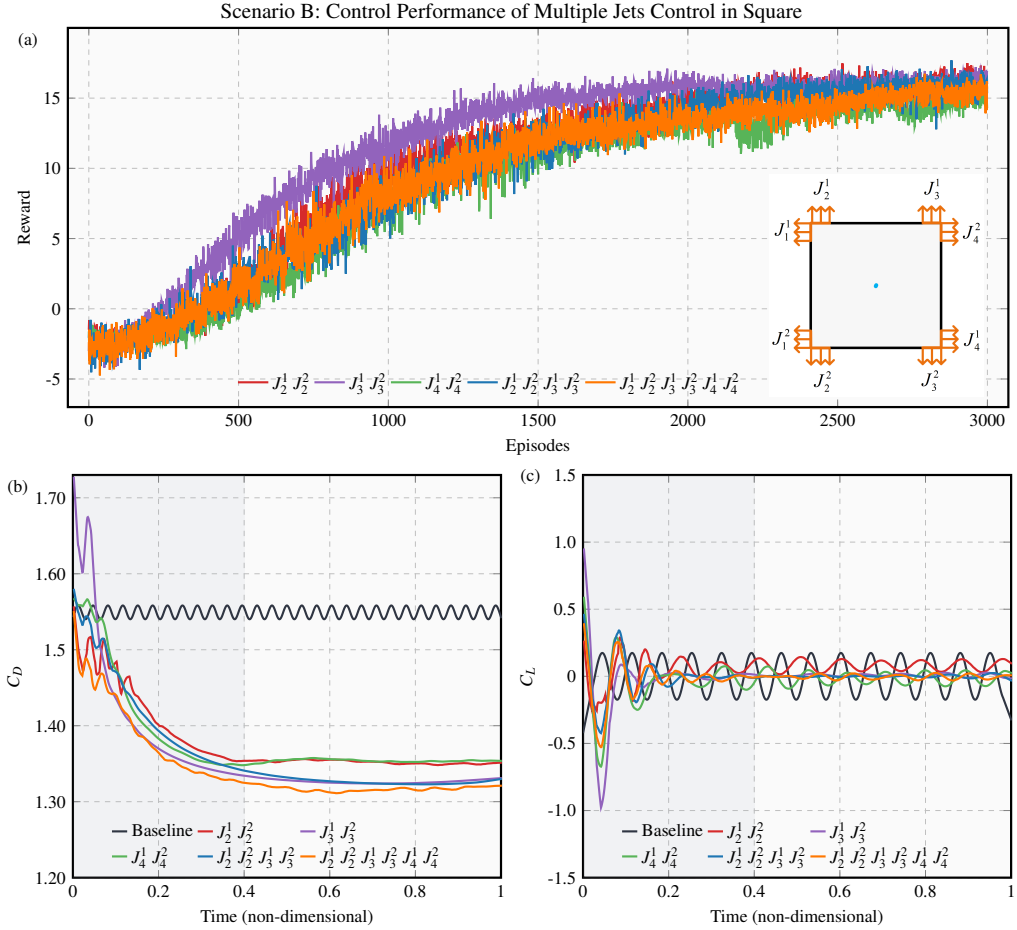 Scenario B: Control Performance of Multiple Jets Control in Square
(a)
Reward
15
10
5
0
-5
0 500 1000 1500 2000 2500 3000
Episodes
J_2^1 J_2^2 J_3^1 J_3^2 J_4^1 J_4^2 J_2^1 J_2^2 J_3^1 J_3^2 J_2^1 J_2^2 J_3^1 J_3^2 J_4^1 J_4^2
J_2^1 J_3^1
J_1^1 J_4^2
J_1^2 J_4^1
J_2^2 J_3^2
(b)
C_D
1.70
1.60
1.5
1.40
1.30
1.20
0 0.2 0.4 0.6 0.8 1
Time (non-dimensional)
Baseline J_2^1 J_2^2 J_3^1 J_3^2
J_4^1 J_4^2 J_2^1 J_2^2 J_3^1 J_3^2 J_2^1 J_2^2 J_3^1 J_3^2 J_4^1 J_4^2
(c)
C_L
1.5
1.0
0.5
0
-0.5
-1.0
-1.5
0 0.2 0.4 0.6 0.8 1
Time (non-dimensional)
Baseline J_2^1 J_2^2 J_3^1 J_3^2
J_4^1 J_4^2 J_2^1 J_2^2 J_3^1 J_3^2 J_2^1 J_2^2 J_3^1 J_3^2 J_4^1 J_4^2